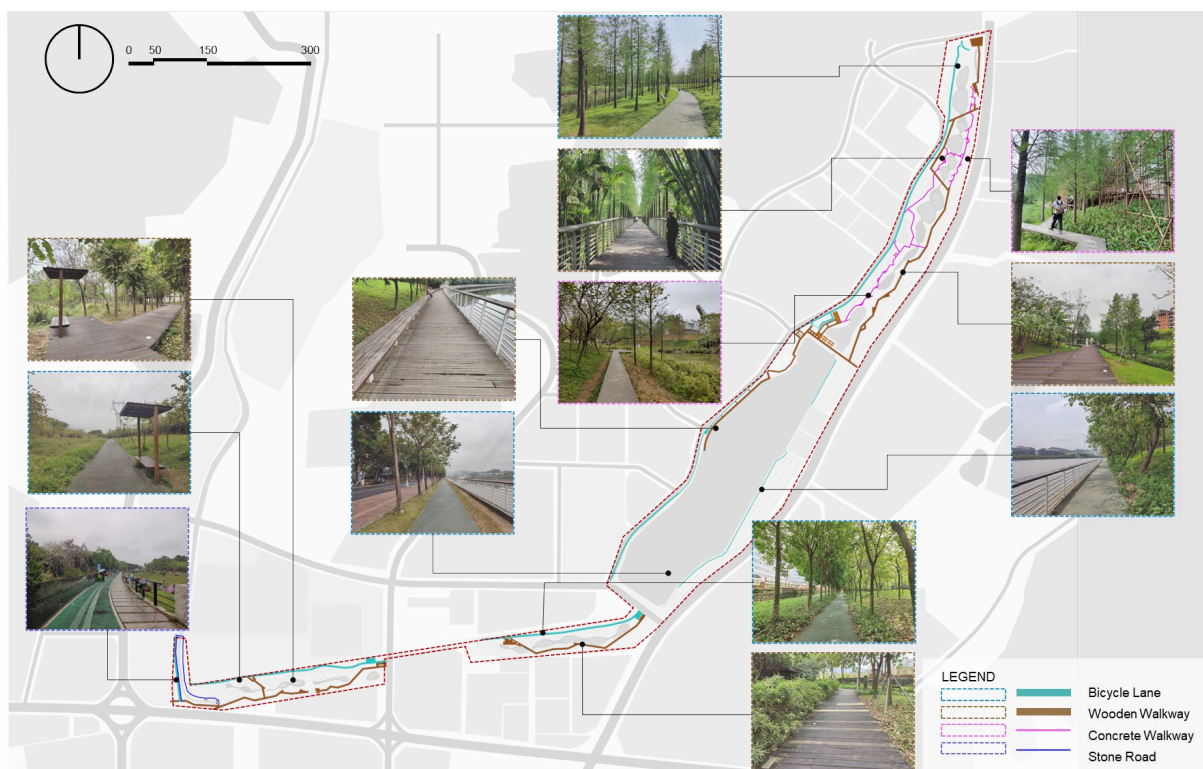 0 50 150 300
LEGEND
Bicycle Lane
Wooden Walkway
Concrete Walkway
Stone Road